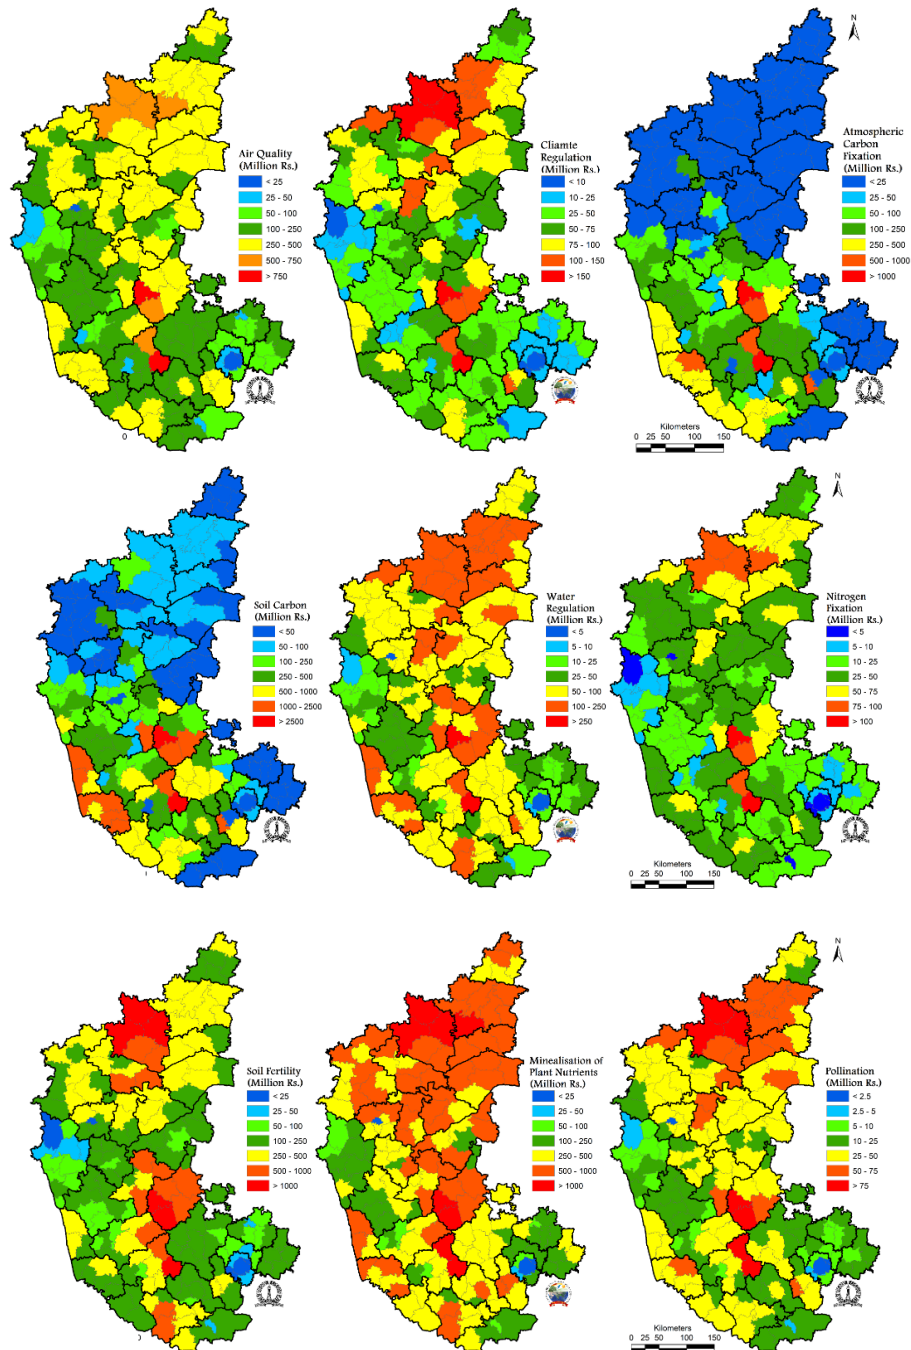 N
Air Quality
(Million Rs.)
< 25
25 - 50
50 - 100
100 - 250
250 - 500
500 - 750
> 750
Cliamte
Regulation
(Million Rs.)
< 10
10 - 25
25 - 50
50 - 75
75 - 100
100 - 150
> 150
Atmospheric
Carbon
Fixation
(Million Rs.)
< 25
25 - 50
50 - 100
100 - 250
250 - 500
500 - 1000
> 1000
0
Kilometers
0 25 50 100 150
N
Soil Carbon
(Million Rs.)
< 50
50 - 100
100 - 250
250 - 500
500 - 1000
1000 - 2500
> 2500
Water
Regulation
(Million Rs.)
< 5
5 - 10
10 - 25
25 - 50
50 - 100
100 - 250
> 250
Nitrogen
Fixation
(Million Rs.)
< 5
5 - 10
10 - 25
25 - 50
50 - 75
75 - 100
> 100
Kilometers
0 25 50 100 150
N
Soil Fertility
(Million Rs.)
< 25
25 - 50
50 - 100
100 - 250
250 - 500
500 - 1000
> 1000
Minealisation of
Plant Nutrients
(Million Rs.)
< 25
25 - 50
50 - 100
100 - 250
250 - 500
500 - 1000
> 1000
Pollination
(Million Rs.)
< 2.5
2.5 - 5
5 - 10
10 - 25
25 - 50
50 - 75
> 75
Kilometers
0 25 50 100 150